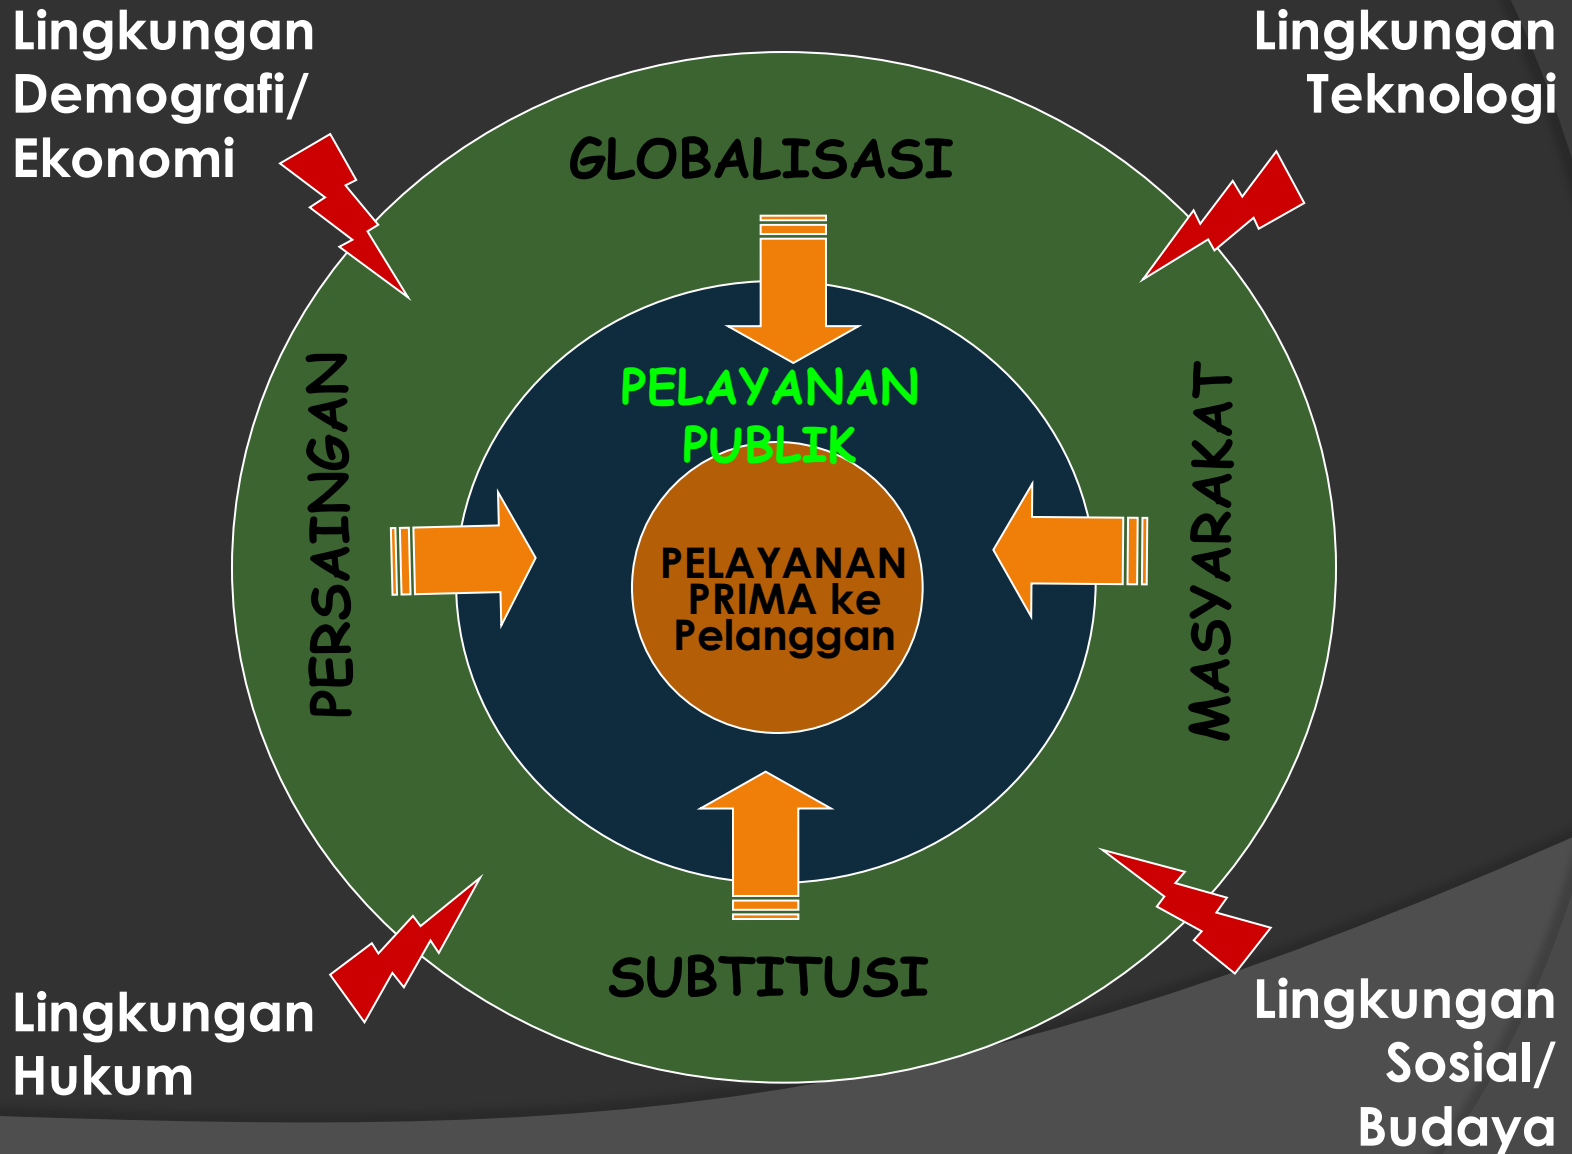 Lingkungan
Demografi/
Ekonomi
Lingkungan
Teknologi
GLOBALISASI
PERSAINGAN
MASYARAKAT
PELAYANAN
PUBLIK
PELAYANAN
PRIMA ke
Pelanggan
SUBTITUSI
Lingkungan
Hukum
Lingkungan
Sosial/
Budaya